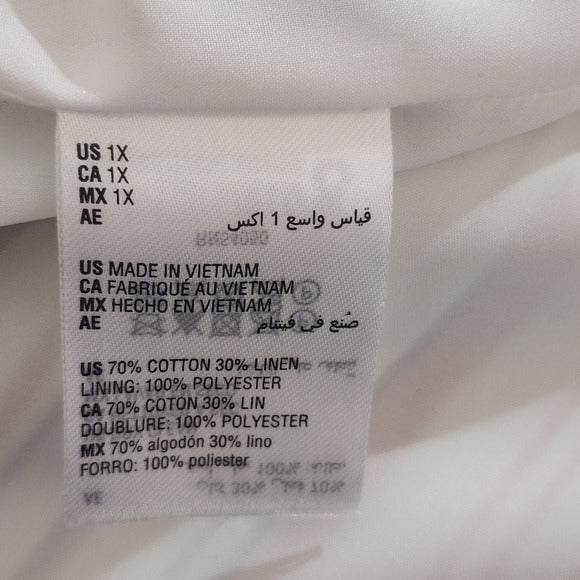 US 1X
CA 1X
MX 1X
AE قياس واسع 1 اكس
RN54050
US MADE IN VIETNAM
CA FABRIQUÉ AU VIETNAM
MX HECHO EN VIETNAM
AE صُنع في فيتنام
US 70% COTTON 30% LINEN
LINING: 100% POLYESTER
CA 70% COTON 30% LIN
DOUBLURE: 100% POLYESTER
MX 70% algodón 30% lino
FORRO: 100% poliester
AE